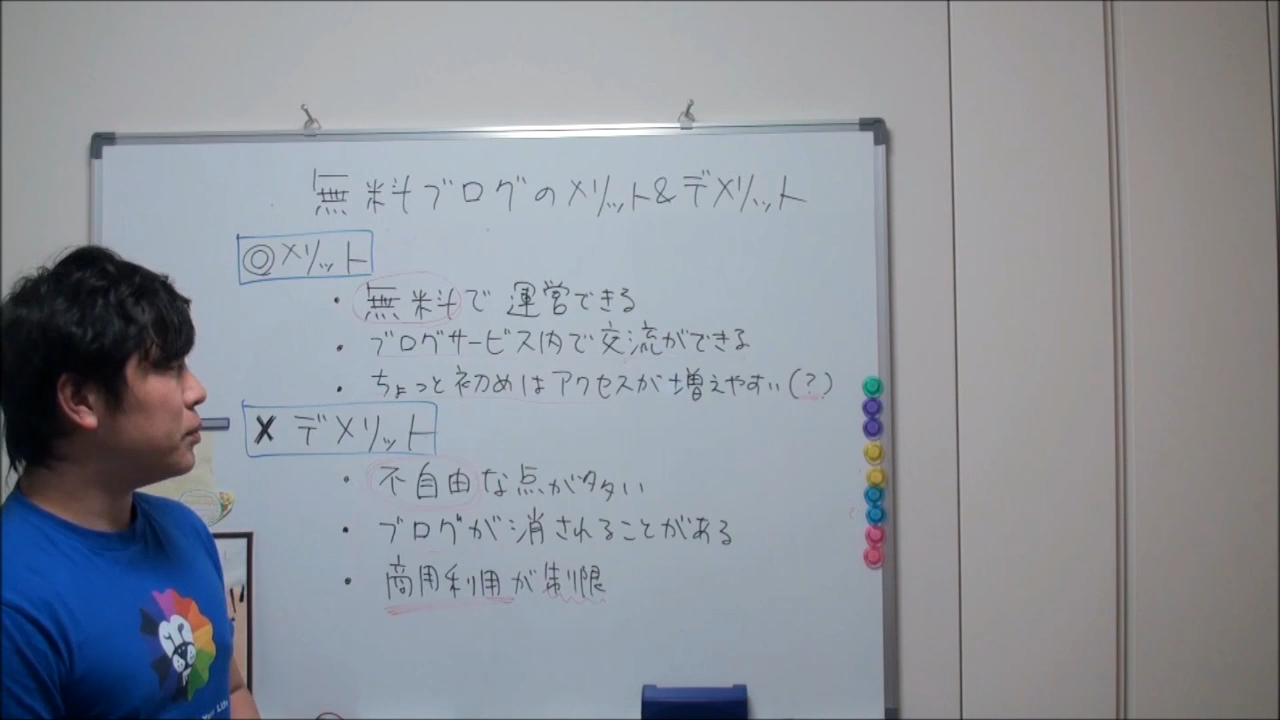 無料ブログのメリット&デメリット
◎メリット
・無料で運営できる
・ブログサービス内で交流ができる
・ちょっと初めはアクセスが増えやすい(?)
✗デメリット
・不自由な点が多い
・ブログが消されることがある
・商用利用が制限
Your Life